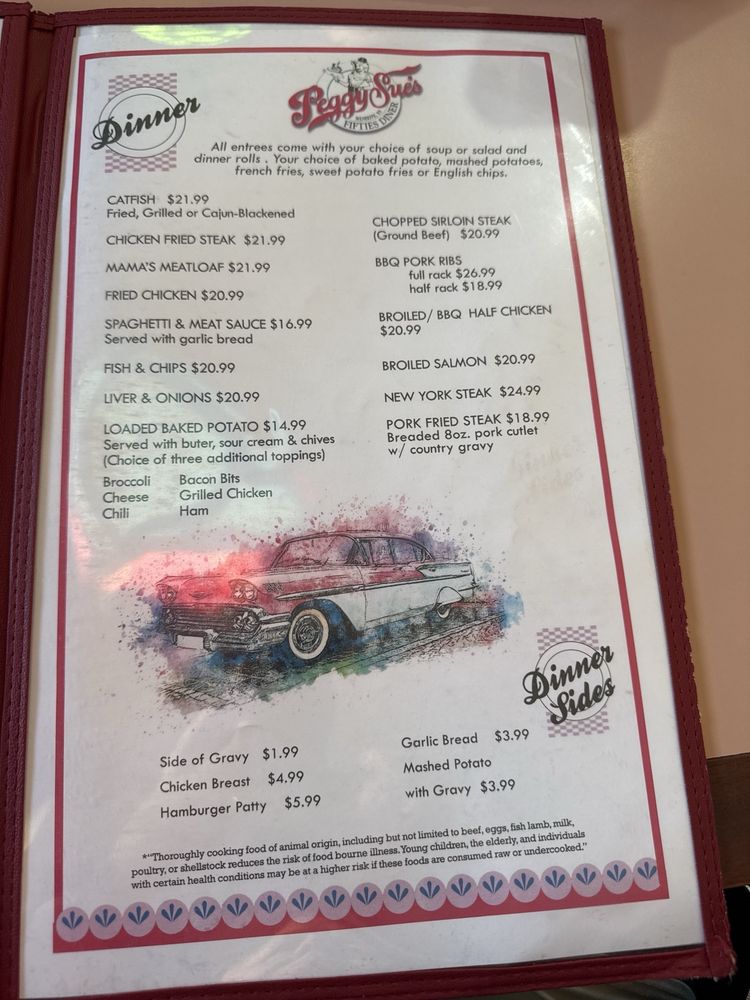 Dinner
Peggy Sue's
FIFTIES DINER
All entrees come with your choice of soup or salad and
dinner rolls . Your choice of baked potato, mashed potatoes,
french fries, sweet potato fries or English chips.
CATFISH $21.99
Fried, Grilled or Cajun-Blackened
CHICKEN FRIED STEAK $21.99
MAMA'S MEATLOAF $21.99
FRIED CHICKEN $20.99
SPAGHETTI & MEAT SAUCE $16.99
Served with garlic bread
FISH & CHIPS $20.99
LIVER & ONIONS $20.99
LOADED BAKED POTATO $14.99
Served with buter, sour cream & chives
(Choice of three additional toppings)
Broccoli Bacon Bits
Cheese Grilled Chicken
Chili Ham
CHOPPED SIRLOIN STEAK
(Ground Beef) $20.99
BBQ PORK RIBS
full rack $26.99
half rack $18.99
BROILED/ BBQ HALF CHICKEN
$20.99
BROILED SALMON $20.99
NEW YORK STEAK $24.99
PORK FRIED STEAK $18.99
Breaded 8oz. pork cutlet
w/ country gravy
Dinner
Sides
Side of Gravy $1.99
Chicken Breast $4.99
Hamburger Patty $5.99
Garlic Bread $3.99
Mashed Potato
with Gravy $3.99
*"Thoroughly cooking food of animal origin, including but not limited to beef, eggs, fish lamb, milk,
poultry, or shellstock reduces the risk of food bourne illness. Young children, the elderly, and individuals
with certain health conditions may be at a higher risk if these foods are consumed raw or undercooked."